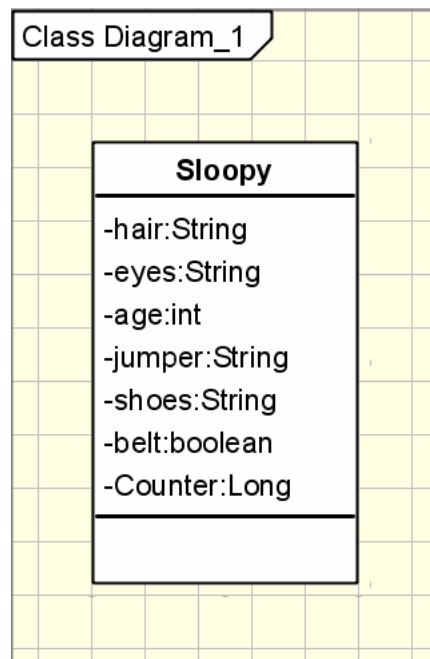 Class Diagram_1
Sloopy
-hair:String
-eyes:String
-age:int
-jumper:String
-shoes:String
-belt:boolean
-Counter:Long